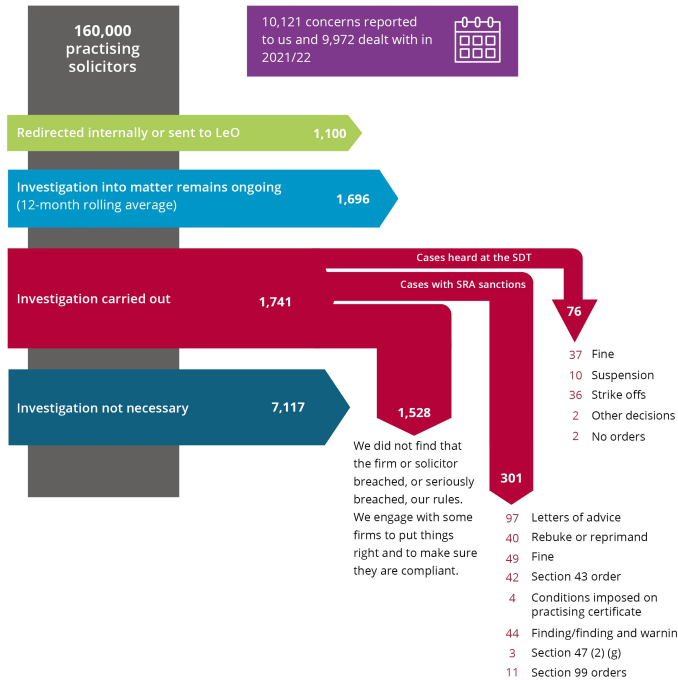 160,000
practising
solicitors
10,121 concerns reported
to us and 9,972 dealt with in
2021/22
Redirected internally or sent to LeO 1,100
Investigation into matter remains ongoing
(12-month rolling average)
1,696
Investigation carried out 1,741
Cases heard at the SDT
Cases with SRA sanctions
76
37 Fine
10 Suspension
36 Strike offs
2 Other decisions
2 No orders
Investigation not necessary 7,117
1,528
We did not find that
the firm or solicitor
breached, or seriously
breached, our rules.
We engage with some
firms to put things
right and to make sure
they are compliant.
301
97 Letters of advice
40 Rebuke or reprimand
49 Fine
42 Section 43 order
4 Conditions imposed on
practising certificate
44 Finding/finding and warnin
3 Section 47 (2) (g)
11 Section 99 orders